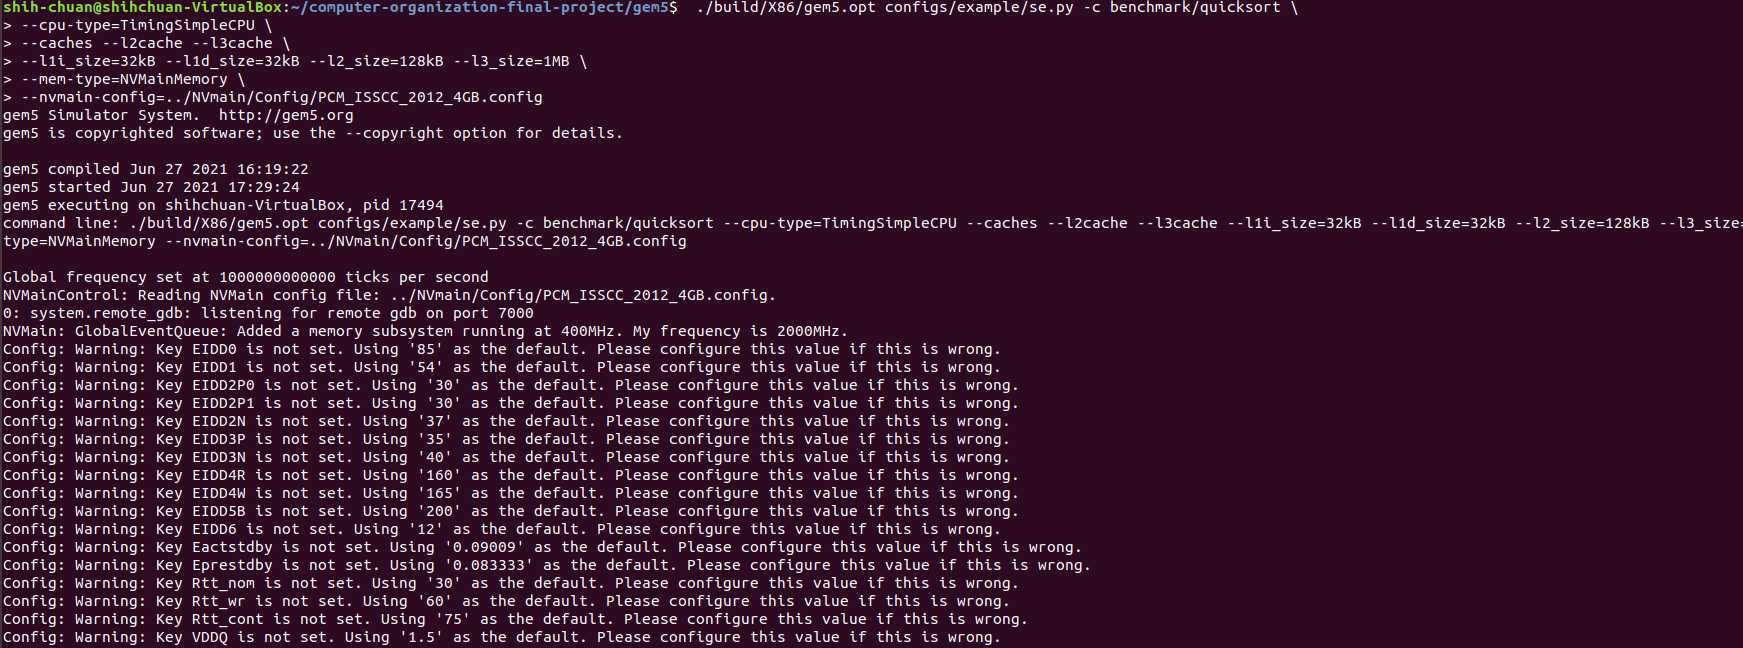 shih-chuan@shihchuan-VirtualBox:~/computer-organization-final-project/gem5$  ./build/X86/gem5.opt configs/example/se.py -c benchmark/quicksort \
> --cpu-type=TimingSimpleCPU \
> --caches --l2cache --l3cache \
> --l1i_size=32kB --l1d_size=32kB --l2_size=128kB --l3_size=1MB \
> --mem-type=NVMainMemory \
> --nvmain-config=../NVmain/Config/PCM_ISSCC_2012_4GB.config
gem5 Simulator System.  http://gem5.org
gem5 is copyrighted software; use the --copyright option for details.

gem5 compiled Jun 27 2021 16:19:22
gem5 started Jun 27 2021 17:29:24
gem5 executing on shihchuan-VirtualBox, pid 17494
command line: ./build/X86/gem5.opt configs/example/se.py -c benchmark/quicksort --cpu-type=TimingSimpleCPU --caches --l2cache --l3cache --l1i_size=32kB --l1d_size=32kB --l2_size=128kB --l3_size=
type=NVMainMemory --nvmain-config=../NVmain/Config/PCM_ISSCC_2012_4GB.config

Global frequency set at 1000000000000 ticks per second
NVMainControl: Reading NVMain config file: ../NVmain/Config/PCM_ISSCC_2012_4GB.config.
0: system.remote_gdb: listening for remote gdb on port 7000
NVMain: GlobalEventQueue: Added a memory subsystem running at 400MHz. My frequency is 2000MHz.
Config: Warning: Key EIDD0 is not set. Using '85' as the default. Please configure this value if this is wrong.
Config: Warning: Key EIDD1 is not set. Using '54' as the default. Please configure this value if this is wrong.
Config: Warning: Key EIDD2P0 is not set. Using '30' as the default. Please configure this value if this is wrong.
Config: Warning: Key EIDD2P1 is not set. Using '30' as the default. Please configure this value if this is wrong.
Config: Warning: Key EIDD2N is not set. Using '37' as the default. Please configure this value if this is wrong.
Config: Warning: Key EIDD3P is not set. Using '35' as the default. Please configure this value if this is wrong.
Config: Warning: Key EIDD3N is not set. Using '40' as the default. Please configure this value if this is wrong.
Config: Warning: Key EIDD4R is not set. Using '160' as the default. Please configure this value if this is wrong.
Config: Warning: Key EIDD4W is not set. Using '165' as the default. Please configure this value if this is wrong.
Config: Warning: Key EIDD5B is not set. Using '200' as the default. Please configure this value if this is wrong.
Config: Warning: Key EIDD6 is not set. Using '12' as the default. Please configure this value if this is wrong.
Config: Warning: Key Eactstdby is not set. Using '0.09009' as the default. Please configure this value if this is wrong.
Config: Warning: Key Eprestdby is not set. Using '0.083333' as the default. Please configure this value if this is wrong.
Config: Warning: Key Rtt_nom is not set. Using '30' as the default. Please configure this value if this is wrong.
Config: Warning: Key Rtt_wr is not set. Using '60' as the default. Please configure this value if this is wrong.
Config: Warning: Key Rtt_cont is not set. Using '75' as the default. Please configure this value if this is wrong.
Config: Warning: Key VDDQ is not set. Using '1.5' as the default. Please configure this value if this is wrong.